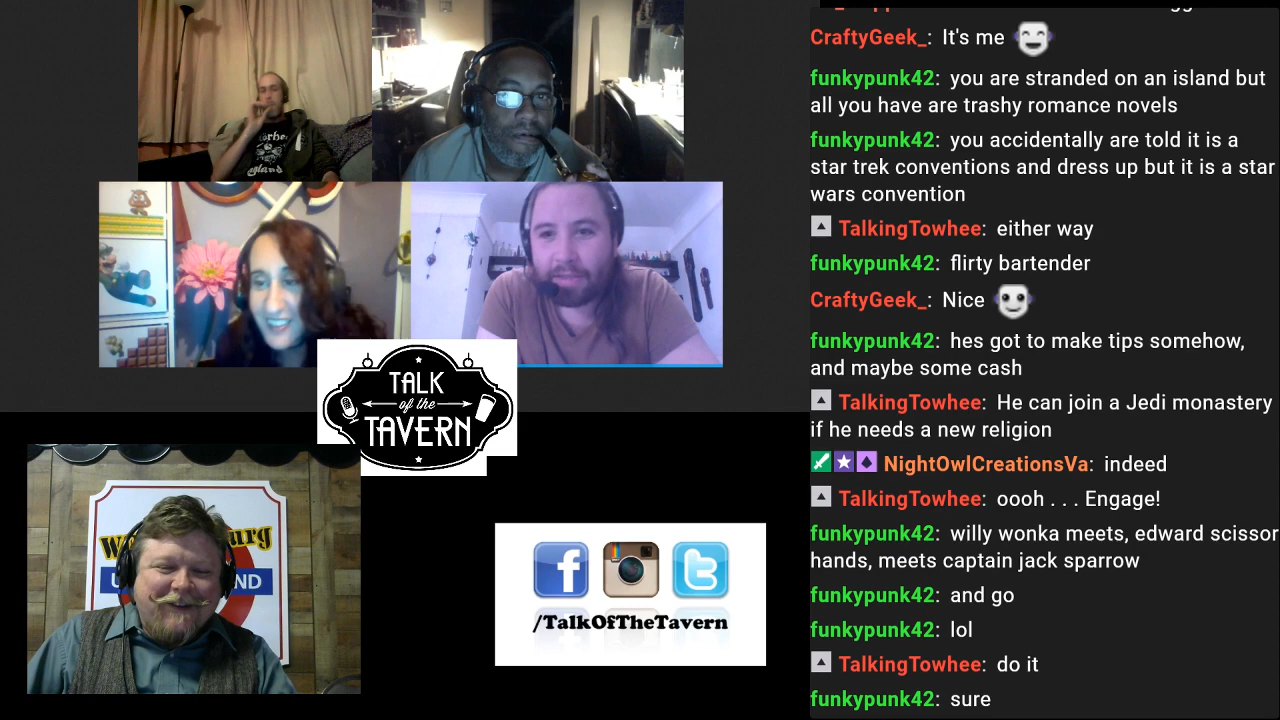 CraftyGeek_: It's me
funkypunk42: you are stranded on an island but
all you have are trashy romance novels
funkypunk42: you accidentally are told it is a
star trek conventions and dress up but it is a star
wars convention
TalkingTowhee: either way
funkypunk42: flirty bartender
CraftyGeek_: Nice
funkypunk42: hes got to make tips somehow,
and maybe some cash
TalkingTowhee: He can join a Jedi monastery
if he needs a new religion
NightOwlCreationsVa: indeed
TalkingTowhee: oooh . . . Engage!
funkypunk42: willy wonka meets, edward scissor
hands, meets captain jack sparrow
funkypunk42: and go
funkypunk42: lol
TalkingTowhee: do it
funkypunk42: sure
TALK
of the
TAVERN
/TalkOfTheTavern